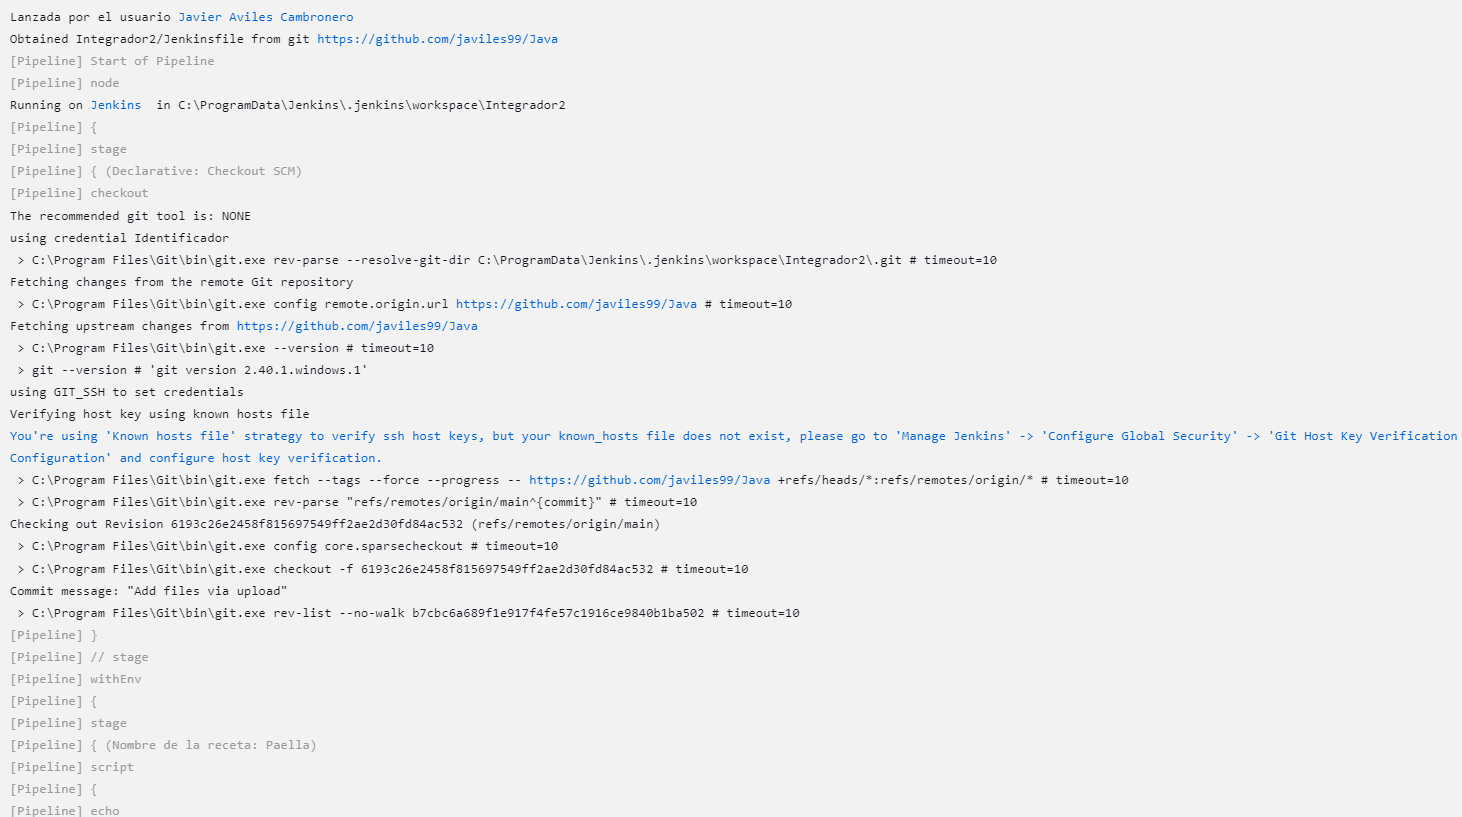 Lanzada por el usuario Javier Aviles Cambronero
Obtained Integrador2/Jenkinsfile from git https://github.com/javiles99/Java
[Pipeline] Start of Pipeline
[Pipeline] node
Running on Jenkins  in C:\ProgramData\Jenkins\.jenkins\workspace\Integrador2
[Pipeline] {
[Pipeline] stage
[Pipeline] { (Declarative: Checkout SCM)
[Pipeline] checkout
The recommended git tool is: NONE
using credential Identificador
 > C:\Program Files\Git\bin\git.exe rev-parse --resolve-git-dir C:\ProgramData\Jenkins\.jenkins\workspace\Integrador2\.git # timeout=10
Fetching changes from the remote Git repository
 > C:\Program Files\Git\bin\git.exe config remote.origin.url https://github.com/javiles99/Java # timeout=10
Fetching upstream changes from https://github.com/javiles99/Java
 > C:\Program Files\Git\bin\git.exe --version # timeout=10
 > git --version # 'git version 2.40.1.windows.1'
using GIT_SSH to set credentials
Verifying host key using known hosts file
You're using 'Known hosts file' strategy to verify ssh host keys, but your known_hosts file does not exist, please go to 'Manage Jenkins' -> 'Configure Global Security' -> 'Git Host Key Verification
Configuration' and configure host key verification.
 > C:\Program Files\Git\bin\git.exe fetch --tags --force --progress -- https://github.com/javiles99/Java +refs/heads/*:refs/remotes/origin/* # timeout=10
 > C:\Program Files\Git\bin\git.exe rev-parse "refs/remotes/origin/main^{commit}" # timeout=10
Checking out Revision 6193c26e2458f815697549ff2ae2d30fd84ac532 (refs/remotes/origin/main)
 > C:\Program Files\Git\bin\git.exe config core.sparsecheckout # timeout=10
 > C:\Program Files\Git\bin\git.exe checkout -f 6193c26e2458f815697549ff2ae2d30fd84ac532 # timeout=10
Commit message: "Add files via upload"
 > C:\Program Files\Git\bin\git.exe rev-list --no-walk b7cbc6a689f1e917f4fe57c1916ce9840b1ba502 # timeout=10
[Pipeline] }
[Pipeline] // stage
[Pipeline] withEnv
[Pipeline] {
[Pipeline] stage
[Pipeline] { (Nombre de la receta: Paella)
[Pipeline] script
[Pipeline] {
[Pipeline] echo